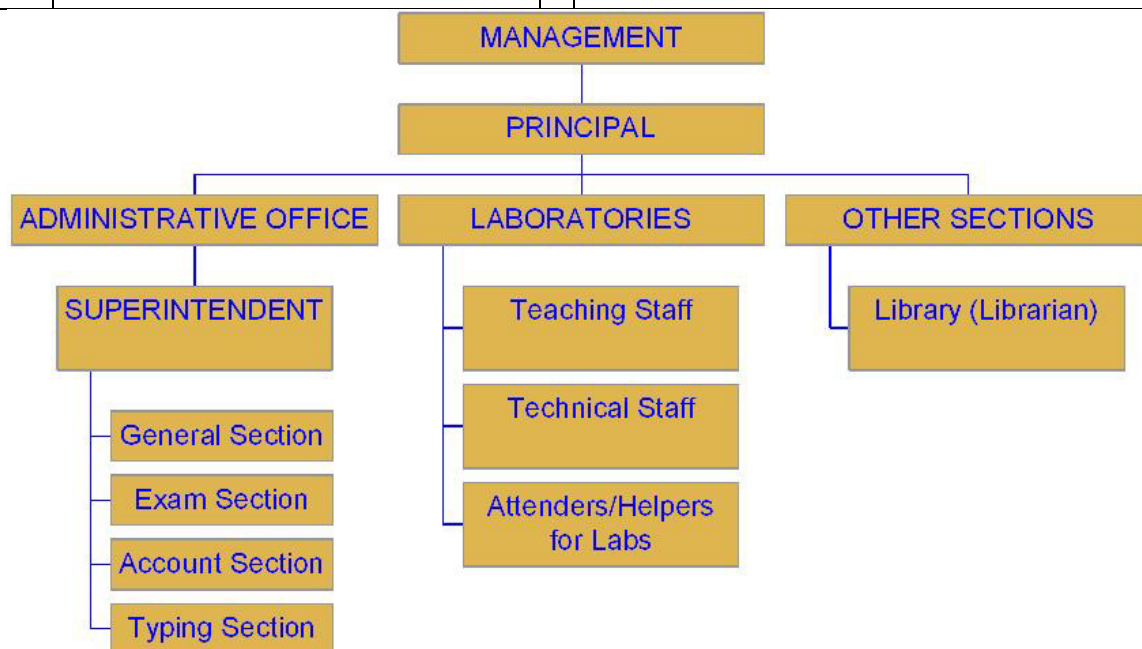 MANAGEMENT
PRINCIPAL
ADMINISTRATIVE OFFICE
LABORATORIES
OTHER SECTIONS
SUPERINTENDENT
General Section
Exam Section
Account Section
Typing Section
Teaching Staff
Technical Staff
Attenders/Helpers
for Labs
Library (Librarian)